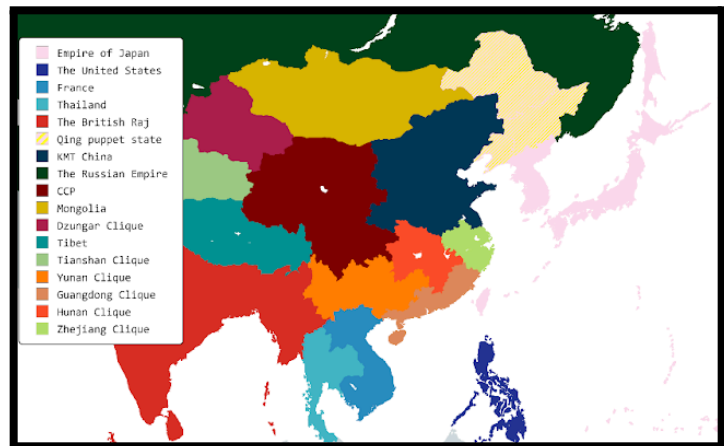 Empire of Japan
The United States
France
Thailand
The British Raj
Qing puppet state
KMT China
The Russian Empire
CCP
Mongolia
Dzungar Clique
Tibet
Tianshan Clique
Yunan Clique
Guangdong Clique
Hunan Clique
Zhejiang Clique